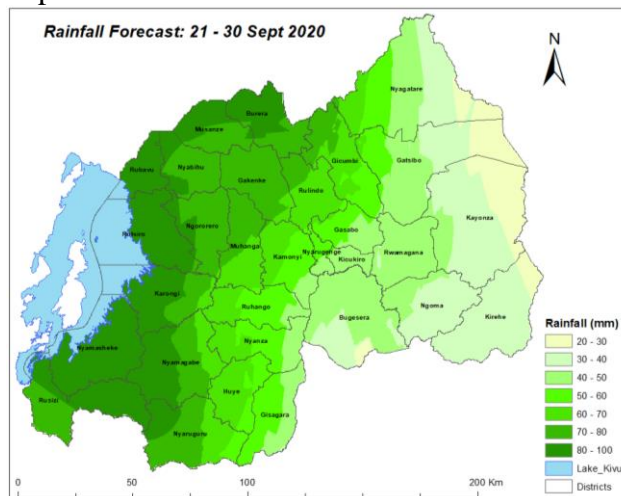 Rainfall Forecast: 21 - 30 Sept 2020
N
Nyagatare
Burera
Musanze
Gicumbi
Rubavu
Nyabihu
Gakenke
Gatsibo
Rulindo
Kayonza
Rutsiro
Ngororero
Gasabo
Muhanga
Nyarugenge
Kamonyi
Kicukiro
Rwamagana
Karongi
Ruhango
Bugesera
Ngoma
Kirehe
Nyamasheke
Nyamagabe
Nyanza
Huye
Rusizi
Gisagara
Nyaruguru
Rainfall (mm)
20 - 30
30 - 40
40 - 50
50 - 60
60 - 70
70 - 80
80 - 100
Lake_Kivu
Districts
0
50
100
200 Km